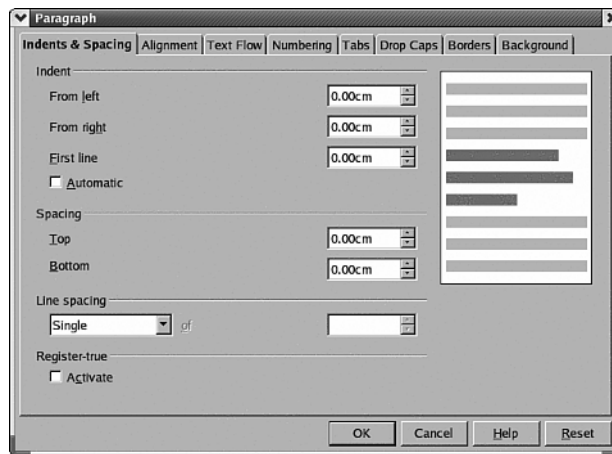 Paragraph
Indents & Spacing Alignment Text Flow Numbering Tabs Drop Caps Borders Background
Indent
From left 0.00cm
From right 0.00cm
First line 0.00cm
Automatic
Spacing
Top 0.00cm
Bottom 0.00cm
Line spacing
Single of
Register-true
Activate
OK Cancel Help Reset